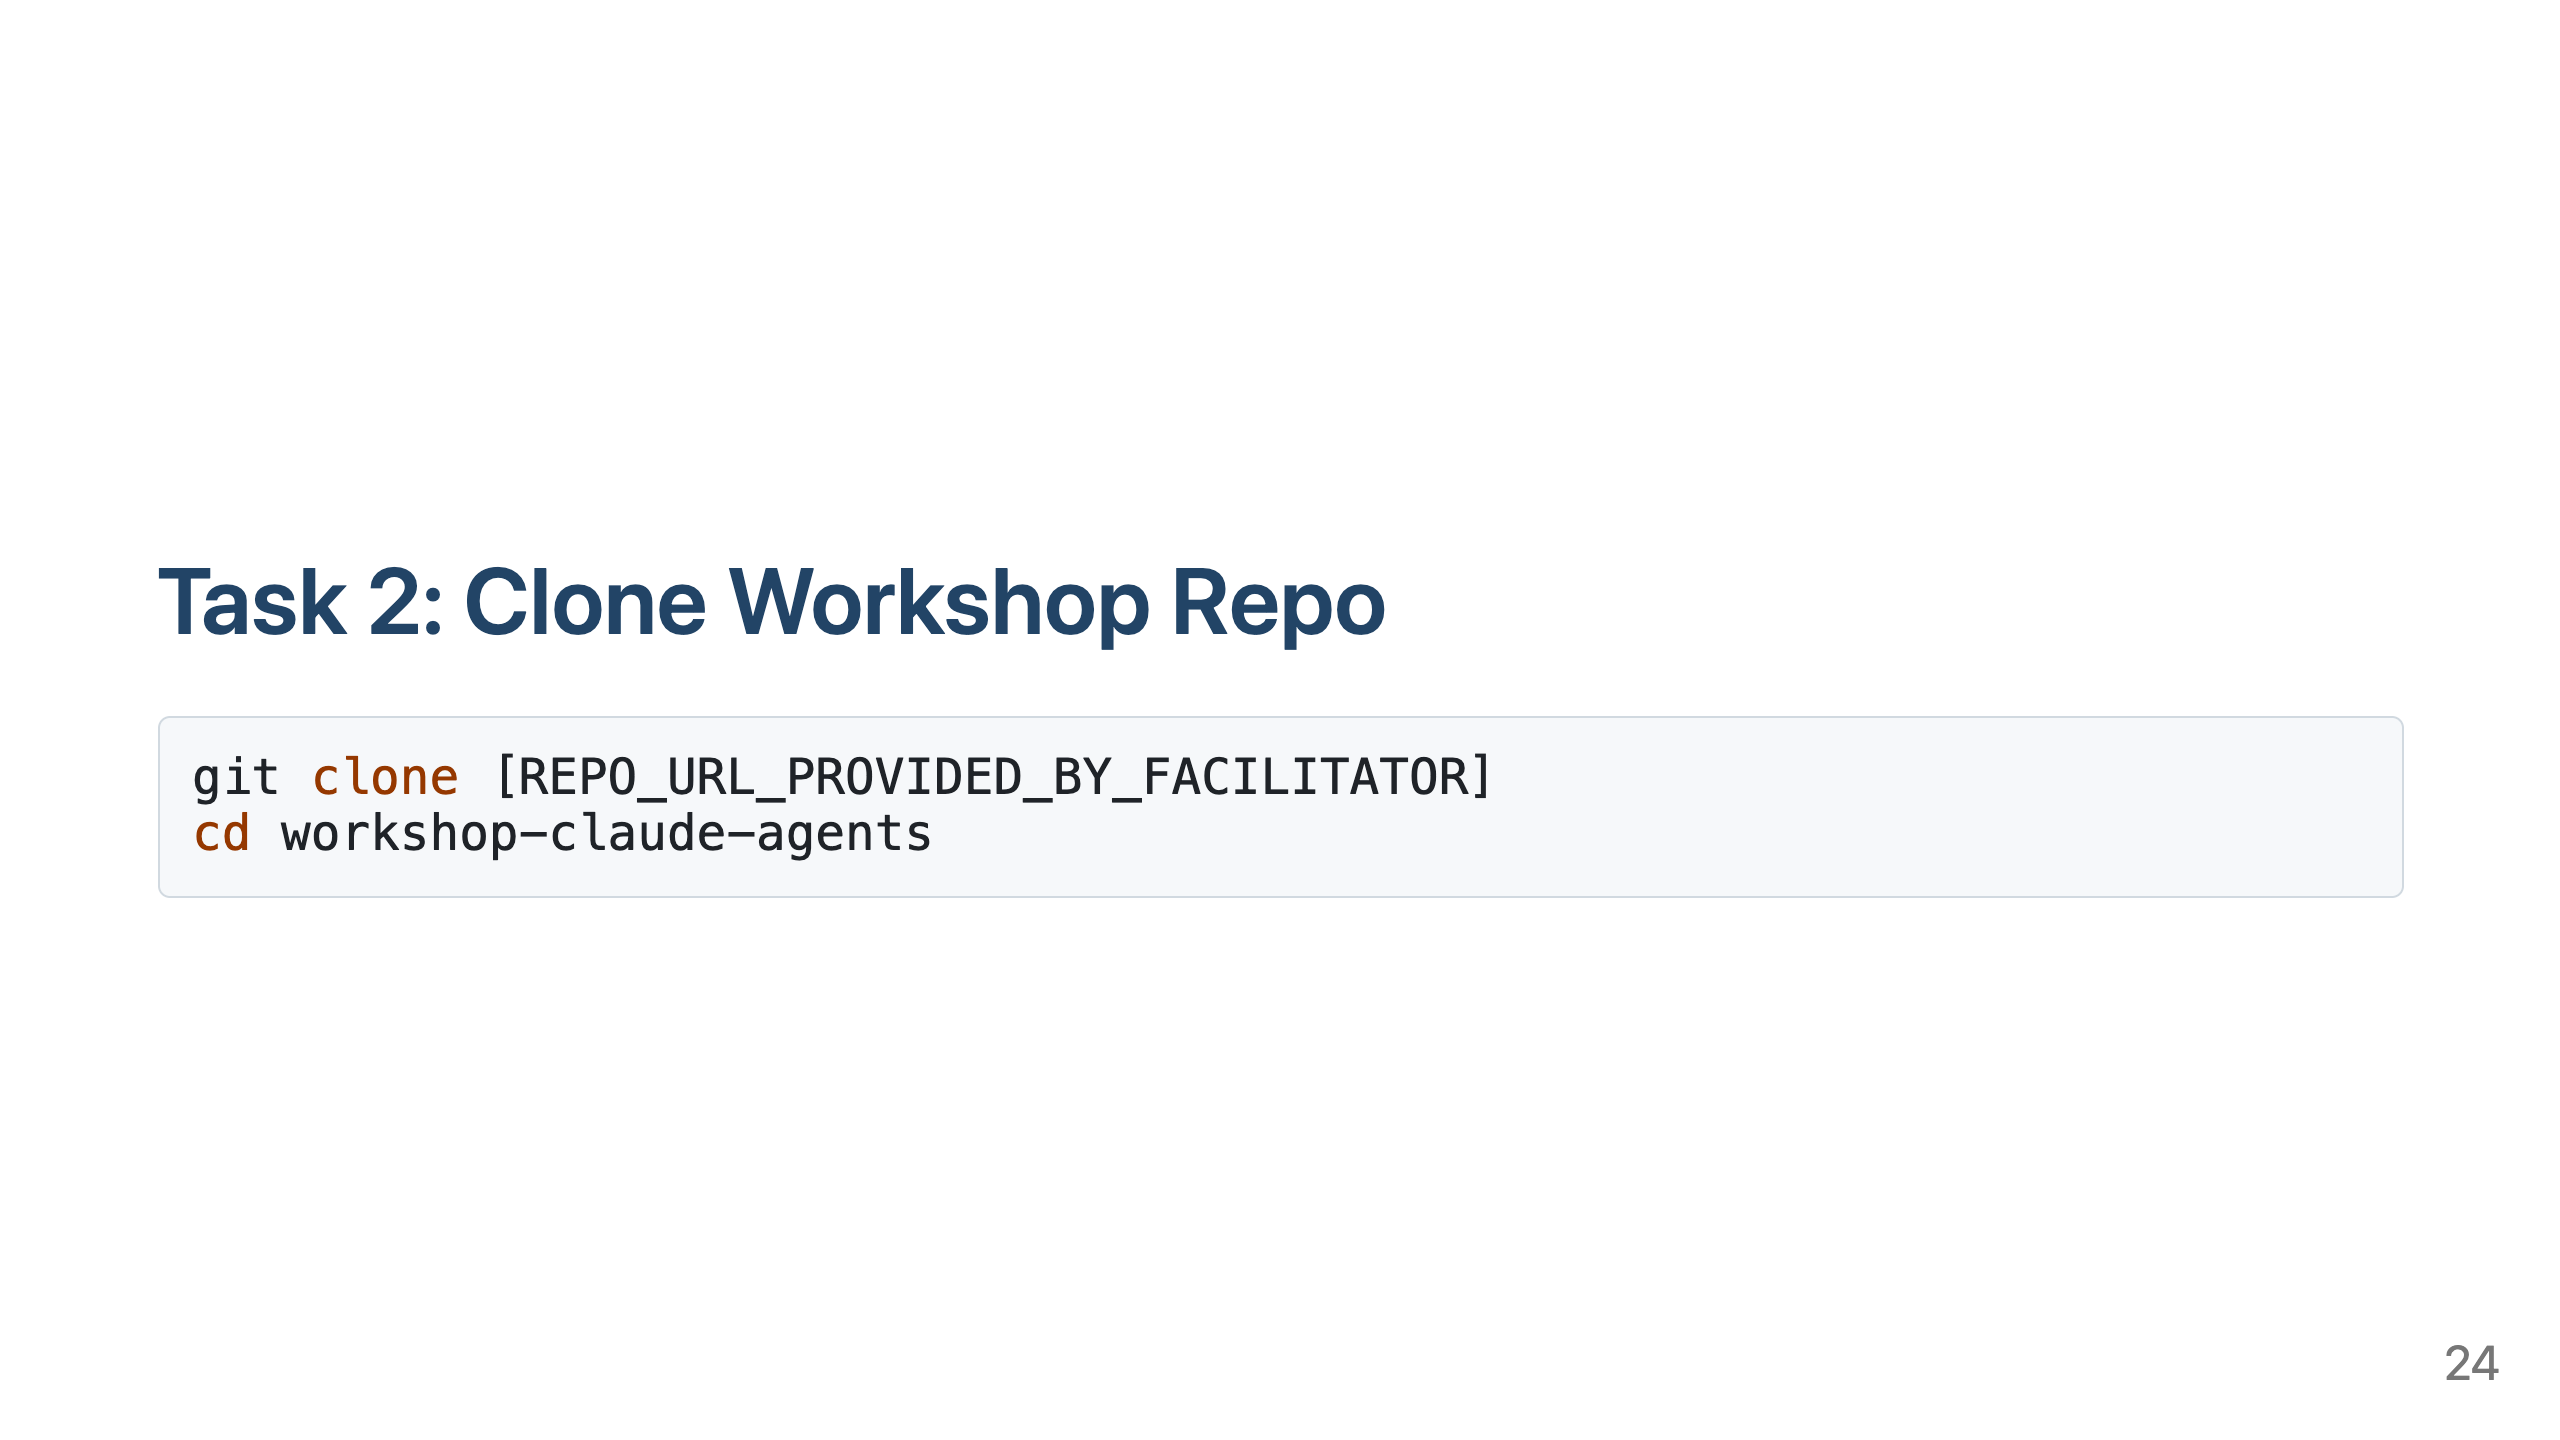 Task 2: Clone Workshop Repo
git clone [REPO_URL_PROVIDED_BY_FACILITATOR]
cd workshop-claude-agents
24